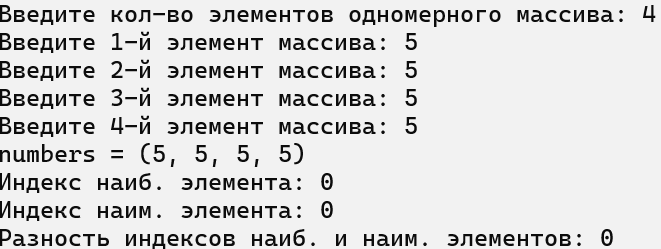 Введите кол-во элементов одномерного массива: 4
Введите 1-й элемент массива: 5
Введите 2-й элемент массива: 5
Введите 3-й элемент массива: 5
Введите 4-й элемент массива: 5
numbers = (5, 5, 5, 5)
Индекс наиб. элемента: 0
Индекс наим. элемента: 0
Разность индексов наиб. и наим. элементов: 0